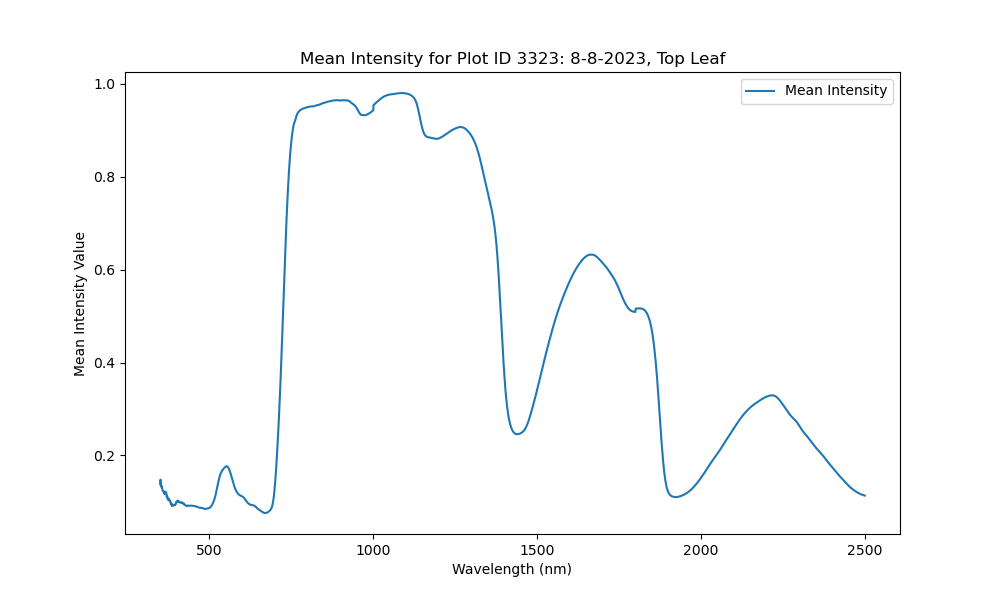 Mean Intensity for Plot ID 3323: 8-8-2023, Top Leaf
Mean Intensity
Mean Intensity Value
1.0
0.8
0.6
0.4
0.2
500 1000 1500 2000 2500
Wavelength (nm)